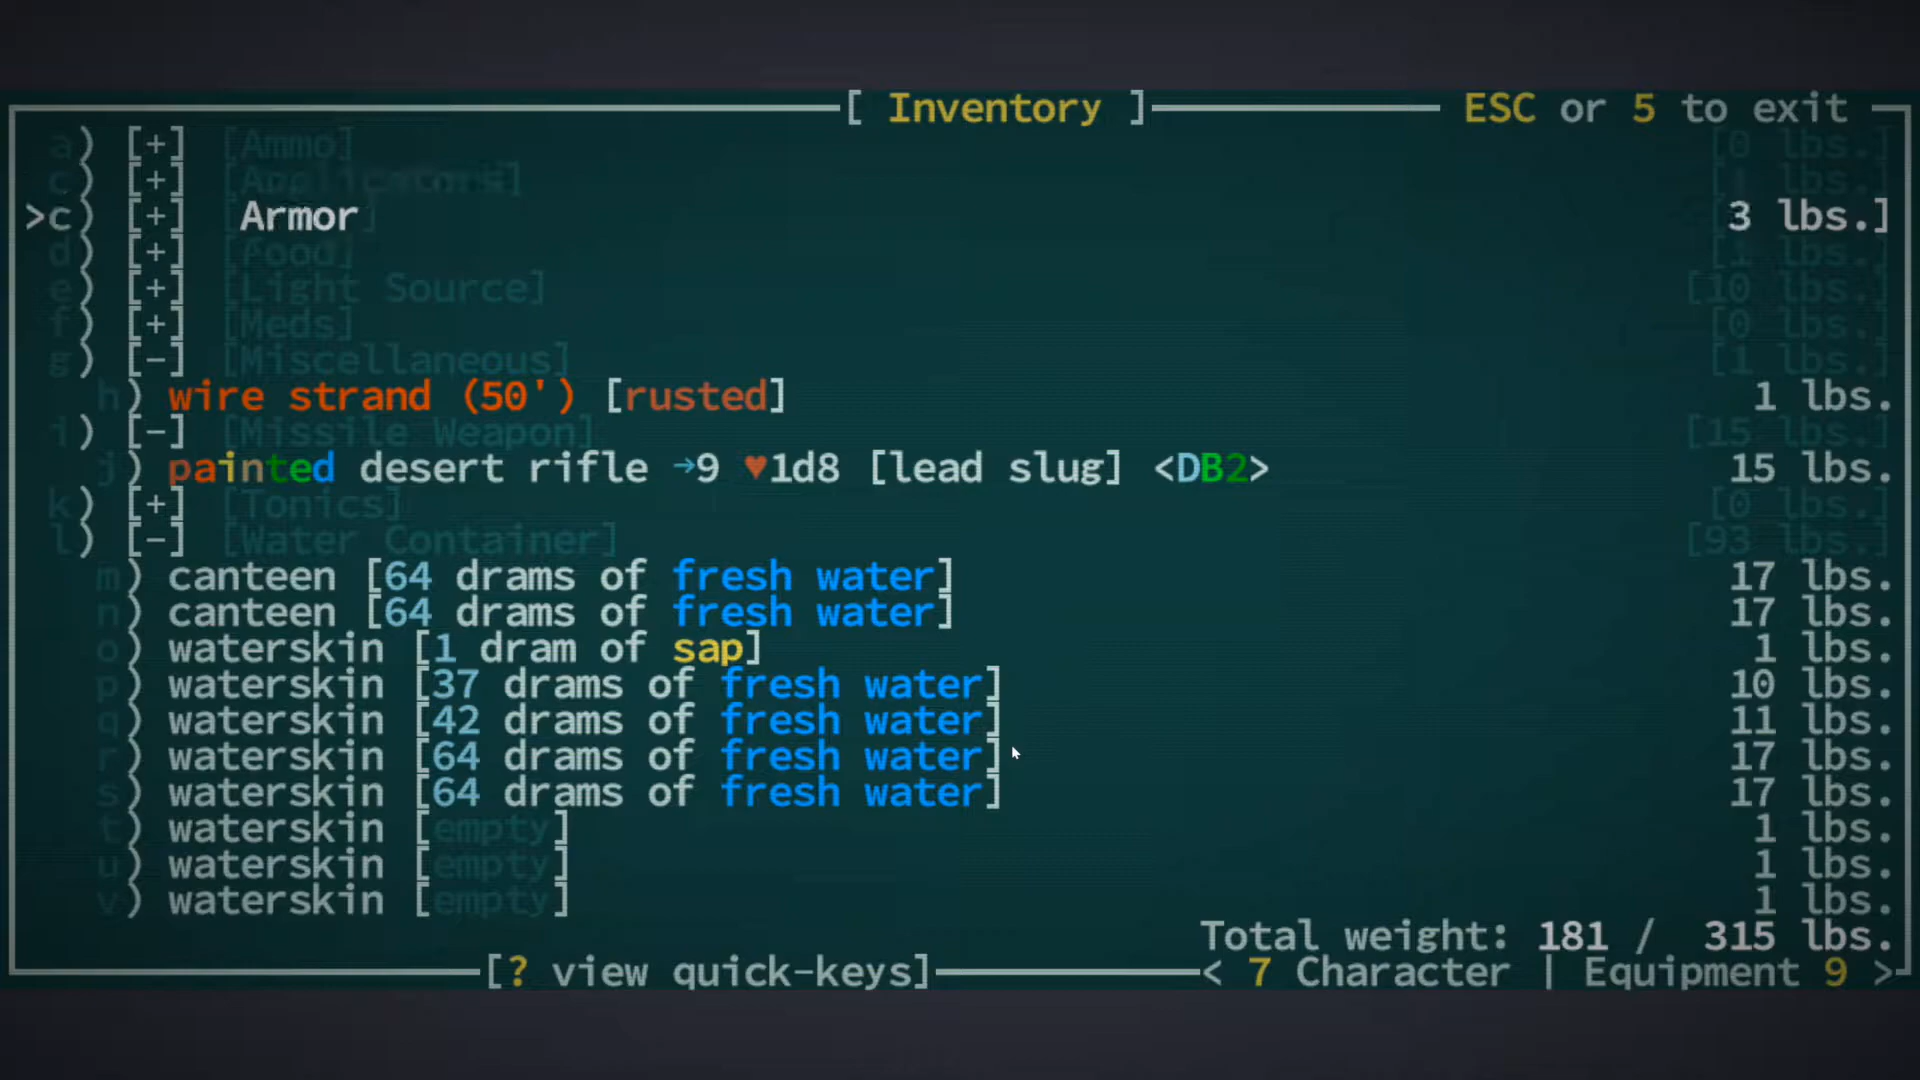 [ Inventory ] ESC or 5 to exit
a) [+] [Ammo] [0 lbs.]
c) [+] [Applicators] lbs.]
>c) [+] Armor 3 lbs.]
d) [+] [Food] [1 lbs.]
e) [+] [Light Source] [10 lbs.]
f) [+] [Meds] [0 lbs.]
g) [-] [Miscellaneous] [1 lbs.]
h) wire strand (50') [rusted] 1 lbs.
i) [-] [Missile Weapon] [15 lbs.]
j) painted desert rifle →9 ♥1d8 [lead slug] <DB2> 15 lbs.
k) [+] [Tonics] [0 lbs.]
l) [-] [Water Container] [93 lbs.]
m) canteen [64 drams of fresh water] 17 lbs.
n) canteen [64 drams of fresh water] 17 lbs.
o) waterskin [1 dram of sap] 1 lbs.
p) waterskin [37 drams of fresh water] 10 lbs.
q) waterskin [42 drams of fresh water] 11 lbs.
r) waterskin [64 drams of fresh water] 17 lbs.
s) waterskin [64 drams of fresh water] 17 lbs.
t) waterskin [empty] 1 lbs.
u) waterskin [empty] 1 lbs.
v) waterskin [empty] 1 lbs.
Total weight: 181 / 315 lbs.
[? view quick-keys] < 7 Character | Equipment 9 >